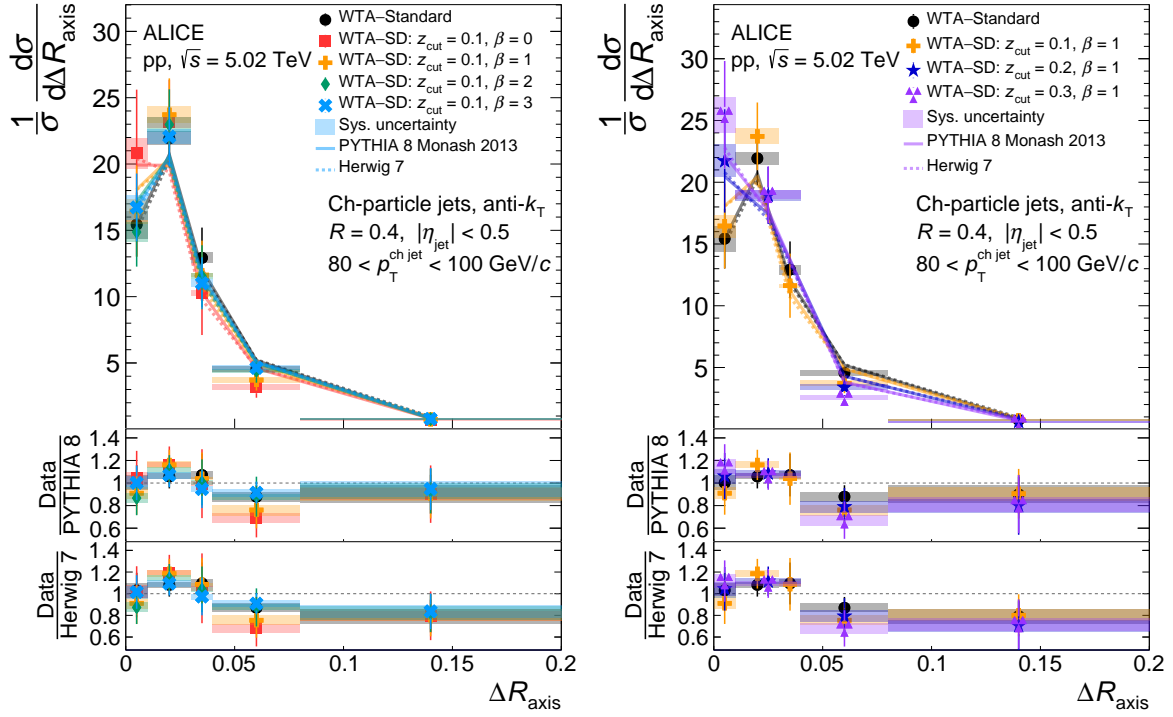 1/σ dσ/dΔR_axis
30
25
20
15
10
5
ALICE
pp, √s = 5.02 TeV
WTA–Standard
WTA–SD: z_cut = 0.1, β = 0
WTA–SD: z_cut = 0.1, β = 1
WTA–SD: z_cut = 0.1, β = 2
WTA–SD: z_cut = 0.1, β = 3
Sys. uncertainty
PYTHIA 8 Monash 2013
Herwig 7
Ch-particle jets, anti-k_T
R = 0.4, |η_jet| < 0.5
80 < p_T^ch jet < 100 GeV/c
Data
PYTHIA 8
1.4
1.2
1
0.8
0.6
Data
Herwig 7
1.4
1.2
1
0.8
0.6
0 0.05 0.1 0.15 0.2
ΔR_axis
1/σ dσ/dΔR_axis
30
25
20
15
10
5
ALICE
pp, √s = 5.02 TeV
WTA–Standard
WTA–SD: z_cut = 0.1, β = 1
WTA–SD: z_cut = 0.2, β = 1
WTA–SD: z_cut = 0.3, β = 1
Sys. uncertainty
PYTHIA 8 Monash 2013
Herwig 7
Ch-particle jets, anti-k_T
R = 0.4, |η_jet| < 0.5
80 < p_T^ch jet < 100 GeV/c
Data
PYTHIA 8
1.4
1.2
1
0.8
0.6
Data
Herwig 7
1.4
1.2
1
0.8
0.6
0 0.05 0.1 0.15 0.2
ΔR_axis